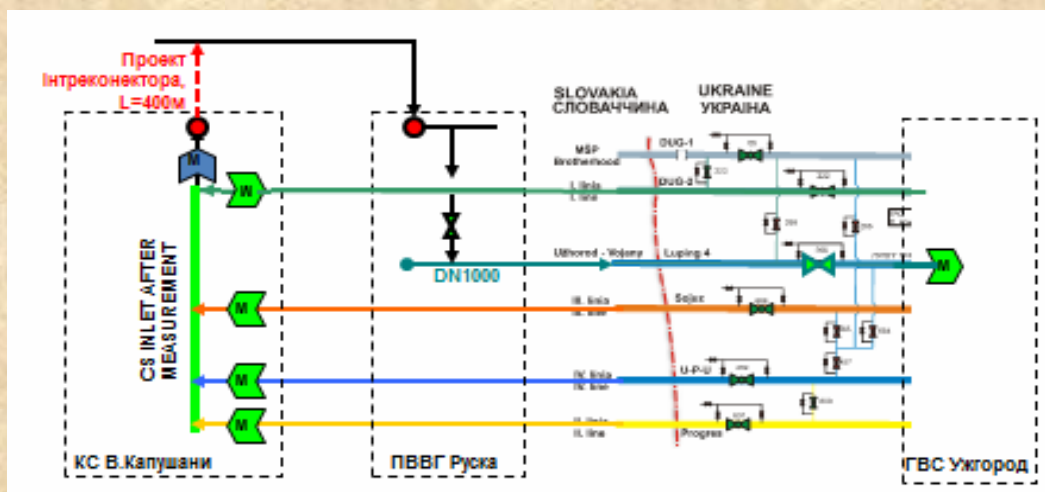 Проект
Інтреконектора,
L=400м
M
M
M
M
M
CS INLET AFTER
MEASUREMENT
КС В.Капушани
DN1000
ПВВГ Руска
SLOVAKIA
СЛОВАЧЧИНА
UKRAINE
УКРАЇНА
MSP
Brotherhood
DUG-1
I. linia
I. line
DUG-2
Užhorod - Vojany
Luping 4
III. linia
III. line
Sojuz
IV. linia
IV. line
U-P-U
II. linia
II. line
Progres
M
ГВС Ужгород